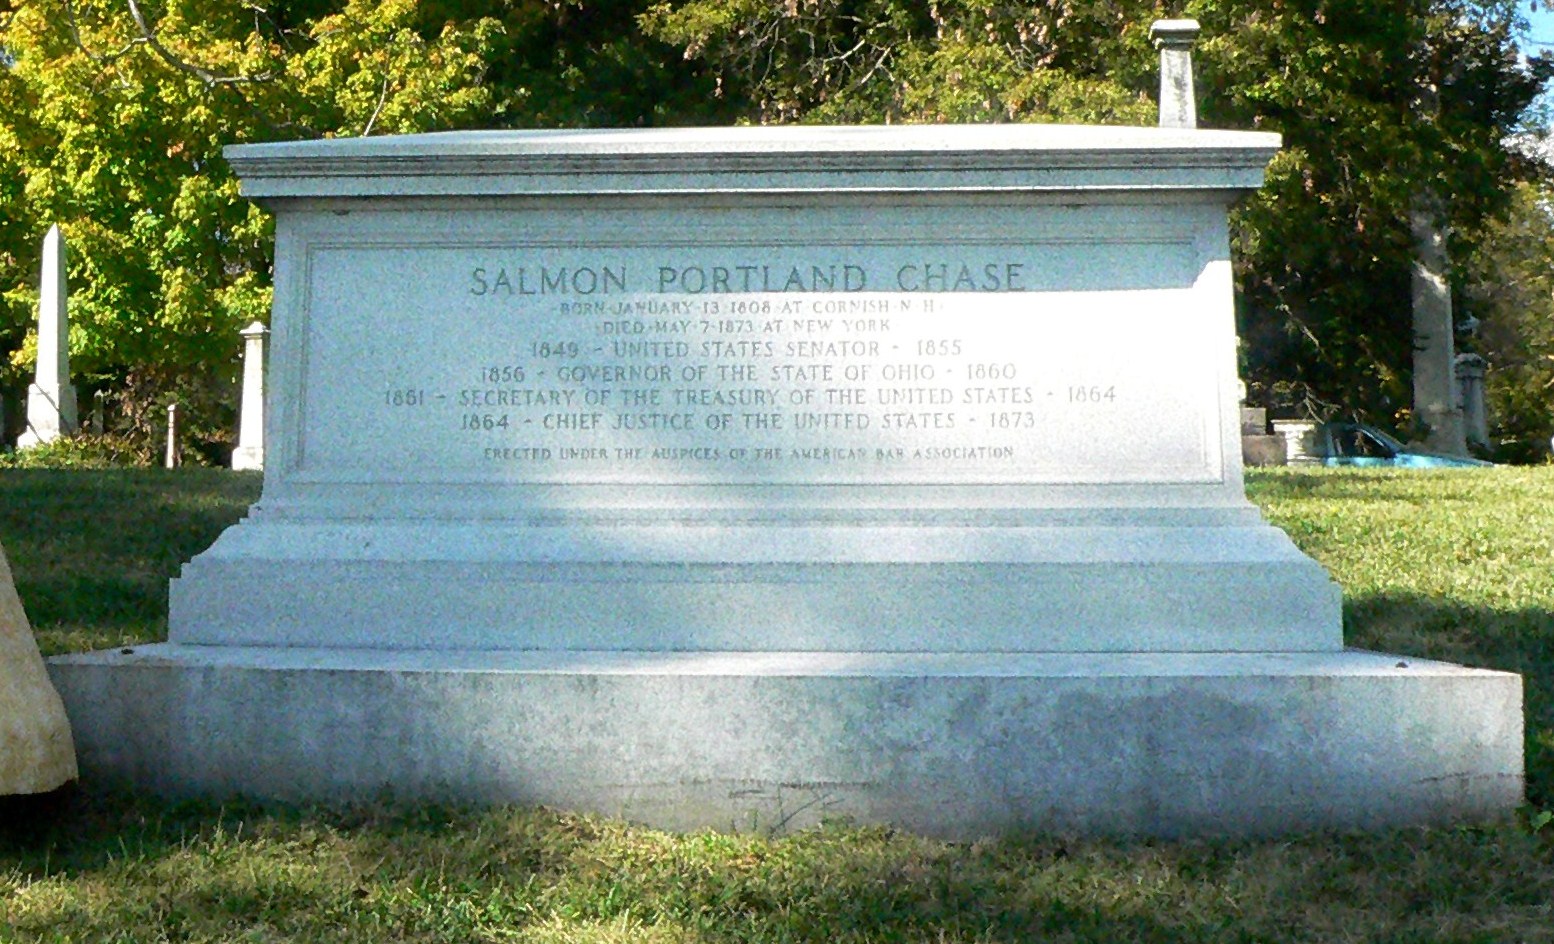 SALMON PORTLAND CHASE
BORN JANUARY 13 1808 AT CORNISH N H
DIED MAY 7 1873 AT NEW YORK
1849 - UNITED STATES SENATOR - 1855
1856 - GOVERNOR OF THE STATE OF OHIO - 1860
1861 - SECRETARY OF THE TREASURY OF THE UNITED STATES - 1864
1864 - CHIEF JUSTICE OF THE UNITED STATES - 1873
ERECTED UNDER THE AUSPICES OF THE AMERICAN BAR ASSOCIATION